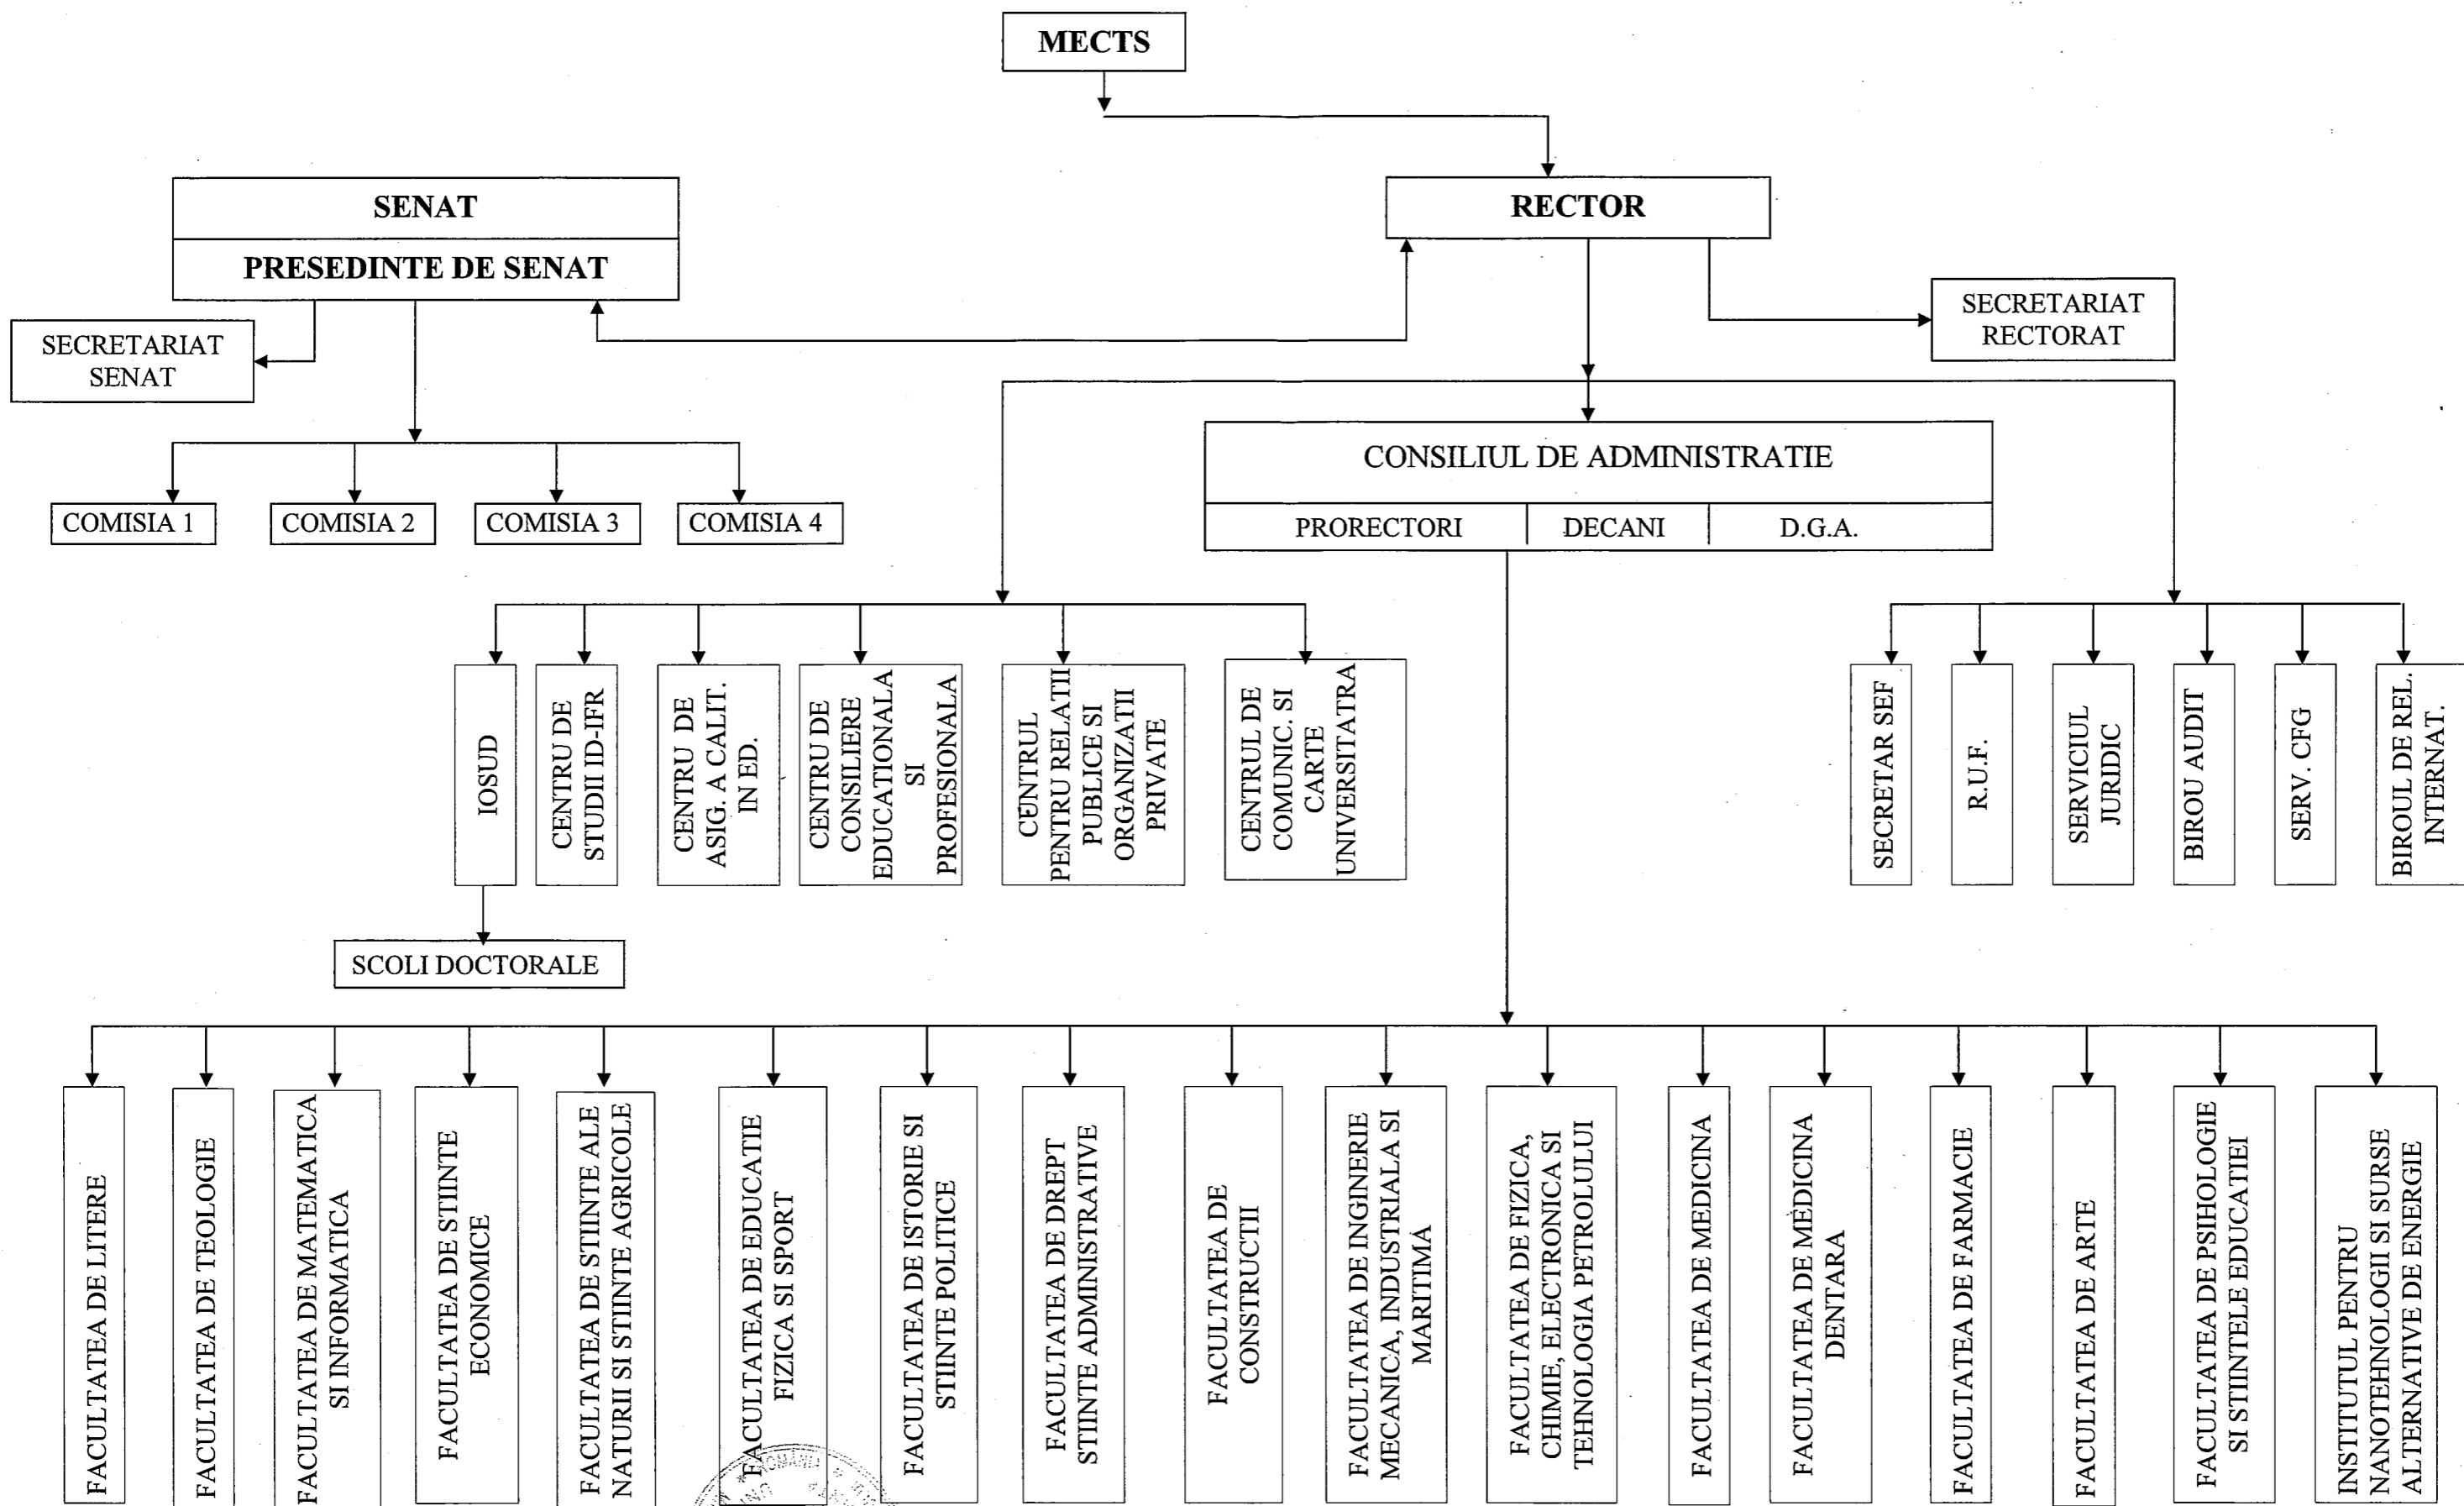 MECTS
SENAT
RECTOR
PRESEDINTE DE SENAT
SECRETARIAT
SENAT
SECRETARIAT
RECTORAT
CONSILIUL DE ADMINISTRATIE
COMISIA 1
COMISIA 2
COMISIA 3
COMISIA 4
PRORECTORI
DECANI
D.G.A.
IOSUD
CENTRU DE
STUDII ID-IFR
CENTRU DE
ASIG. A CALIT.
IN ED.
CENTRU DE
CONSILIERE
EDUCATIONALA
SI
PROFESIONALA
CENTRUL
PENTRU RELATII
PUBLICE SI
ORGANIZATII
PRIVATE
CENTRUL DE
COMUNIC. SI
CARTE
UNIVERSITATRA
SECRETAR SEF
R.U.F.
SERVICIUL
JURIDIC
BIROU AUDIT
SERV. CFG
BIROUL DE REL.
INTERNAT.
SCOLI DOCTORALE
FACULTATEA DE LITERE
FACULTATEA DE TEOLOGIE
FACULTATEA DE MATEMATICA
SI INFORMATICA
FACULTATEA DE STIINTE
ECONOMICE
FACULTATEA DE STIINTE ALE
NATURII SI STIINTE AGRICOLE
FACULTATEA DE EDUCATIE
FIZICA SI SPORT
FACULTATEA DE ISTORIE SI
STIINTE POLITICE
FACULTATEA DE DREPT
STIINTE ADMINISTRATIVE
FACULTATEA DE
CONSTRUCTII
FACULTATEA DE INGINERIE
MECANICA, INDUSTRIALA SI
MARITIMA
FACULTATEA DE FIZICA,
CHIMIE, ELECTRONICA SI
TEHNOLOGIA PETROLULUI
FACULTATEA DE MEDICINA
FACULTATEA DE MEDICINA
DENTARA
FACULTATEA DE FARMACIE
FACULTATEA DE ARTE
FACULTATEA DE PSIHOLOGIE
SI STIINTELE EDUCATIEI
INSTITUTUL PENTRU
NANOTEHNOLOGII SI SURSE
ALTERNATIVE DE ENERGIE